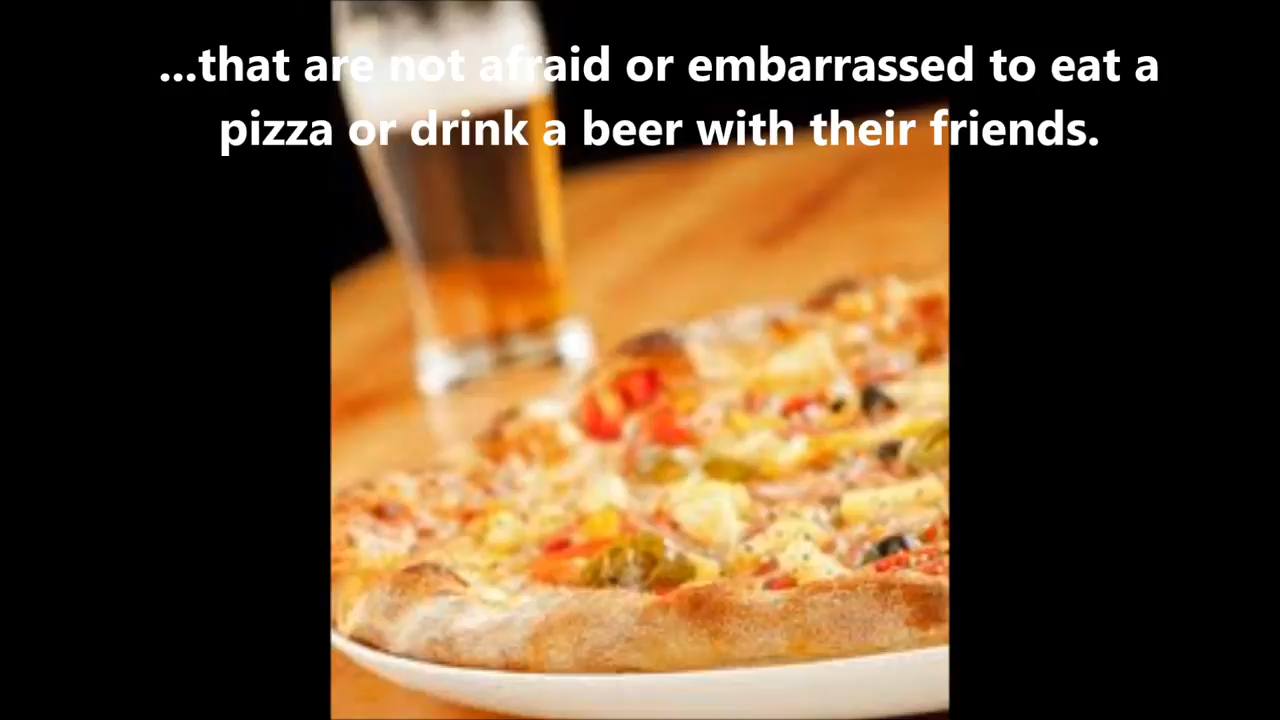 ...that are not afraid or embarrassed to eat a
pizza or drink a beer with their friends.